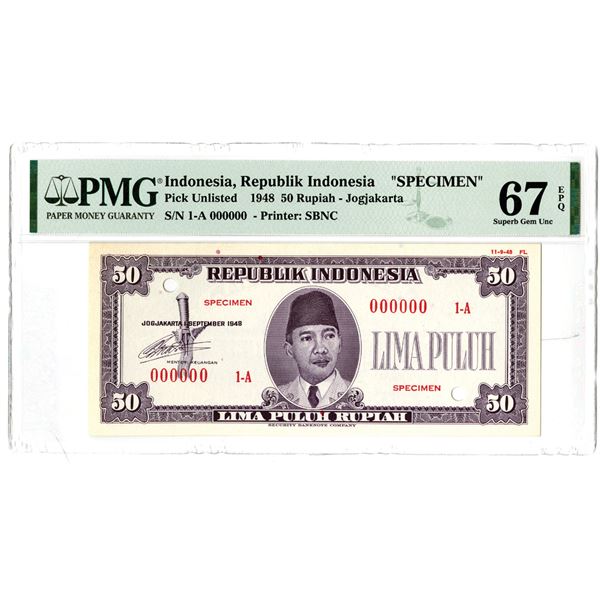 PMG®
PAPER MONEY GUARANTY
Indonesia, Republik Indonesia "SPECIMEN"
Pick Unlisted 1948 50 Rupiah - Jogjakarta
S/N 1-A 000000 - Printer: SBNC
67
EPQ
Superb Gem Unc
11-9-48 FL.
50
REPUBLIK INDONESIA
50
SPECIMEN
000000 1-A
JOGJAKARTA 1 SEPTEMBER 1948
LIMA PULUH
MENTERI KEUANGAN
000000 1-A
SPECIMEN
50
LIMA PULUH RUPIAH
50
SECURITY BANKNOTE COMPANY